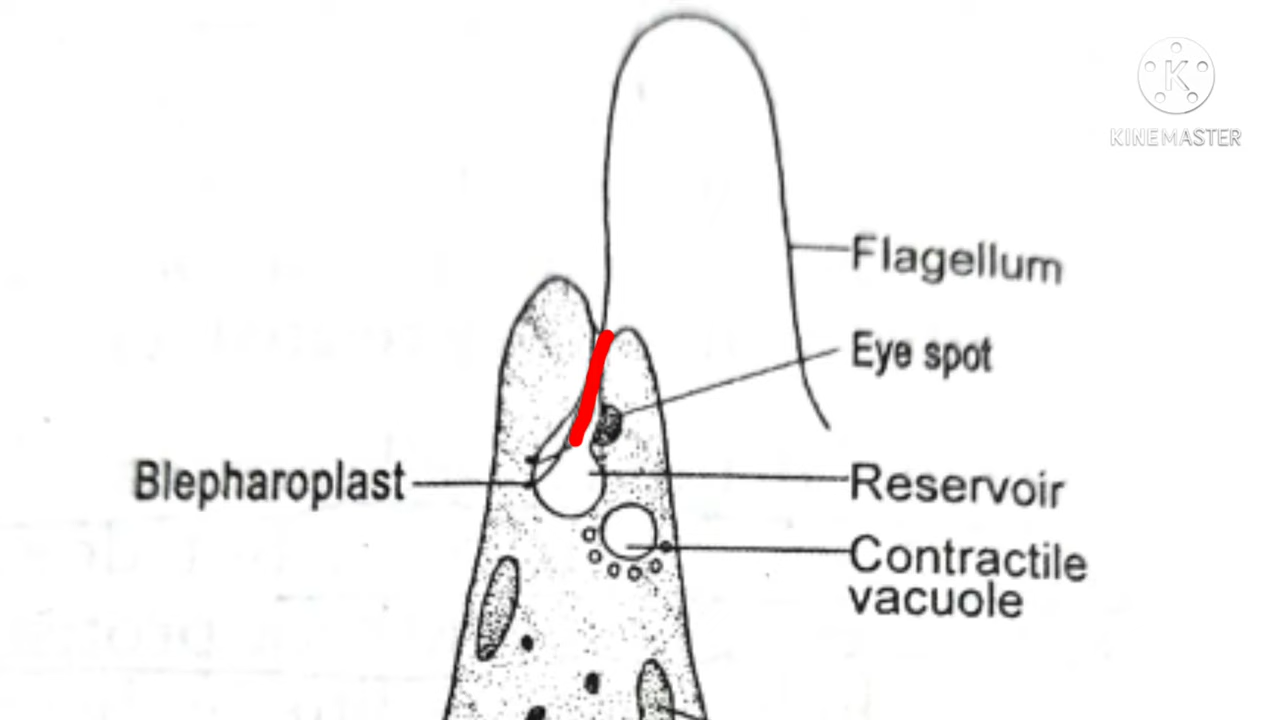 KINEMASTER
Flagellum
Eye spot
Blepharoplast
Reservoir
Contractile
vacuole